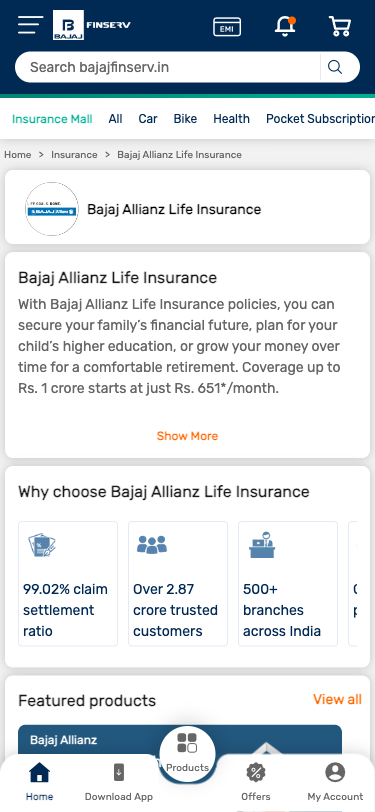 BAJAJ
FINSERV
EMI
Search bajajfinserv.in
Insurance Mall
All
Car
Bike
Health
Pocket Subscription
Home > Insurance > Bajaj Allianz Life Insurance
Bajaj Allianz Life Insurance
Bajaj Allianz Life Insurance
With Bajaj Allianz Life Insurance policies, you can
secure your family's financial future, plan for your
child's higher education, or grow your money over
time for a comfortable retirement. Coverage up to
Rs. 1 crore starts at just Rs. 651*/month.
Show More
Why choose Bajaj Allianz Life Insurance
99.02% claim
settlement
ratio
Over 2.87
crore trusted
customers
500+
branches
across India
Featured products
View all
Bajaj Allianz
Home
Download App
Products
Offers
My Account